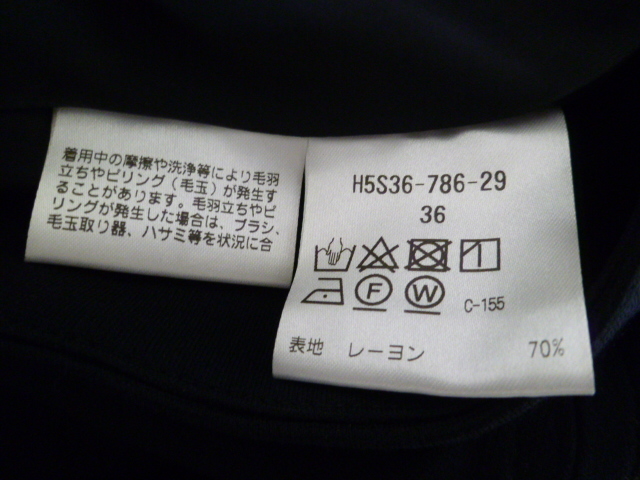 着用中の摩擦や洗浄等により毛羽
立ちやピリング（毛玉）が発生す
ることがあります。毛羽立ちやピ
リングが発生した場合は、ブラシ、
毛玉取り器、ハサミ等を状況に合
H5S36-786-29
36
F
W
C-155
表地 レーヨン 70%